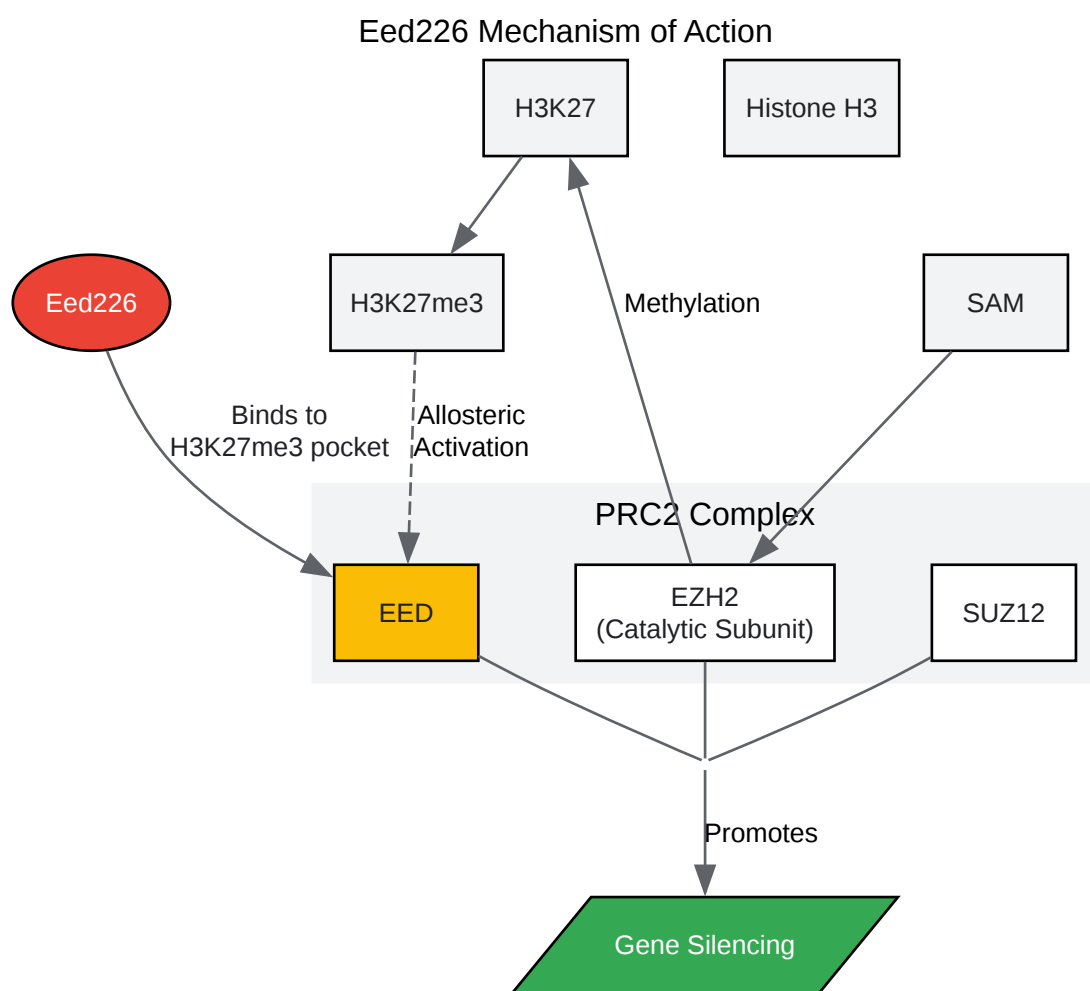 Eed226 Mechanism of Action
H3K27
Histone H3
Eed226
H3K27me3
Methylation
SAM
Binds to
H3K27me3 pocket
Allosteric
Activation
PRC2 Complex
EED
EZH2
(Catalytic Subunit)
SUZ12
Promotes
Gene Silencing